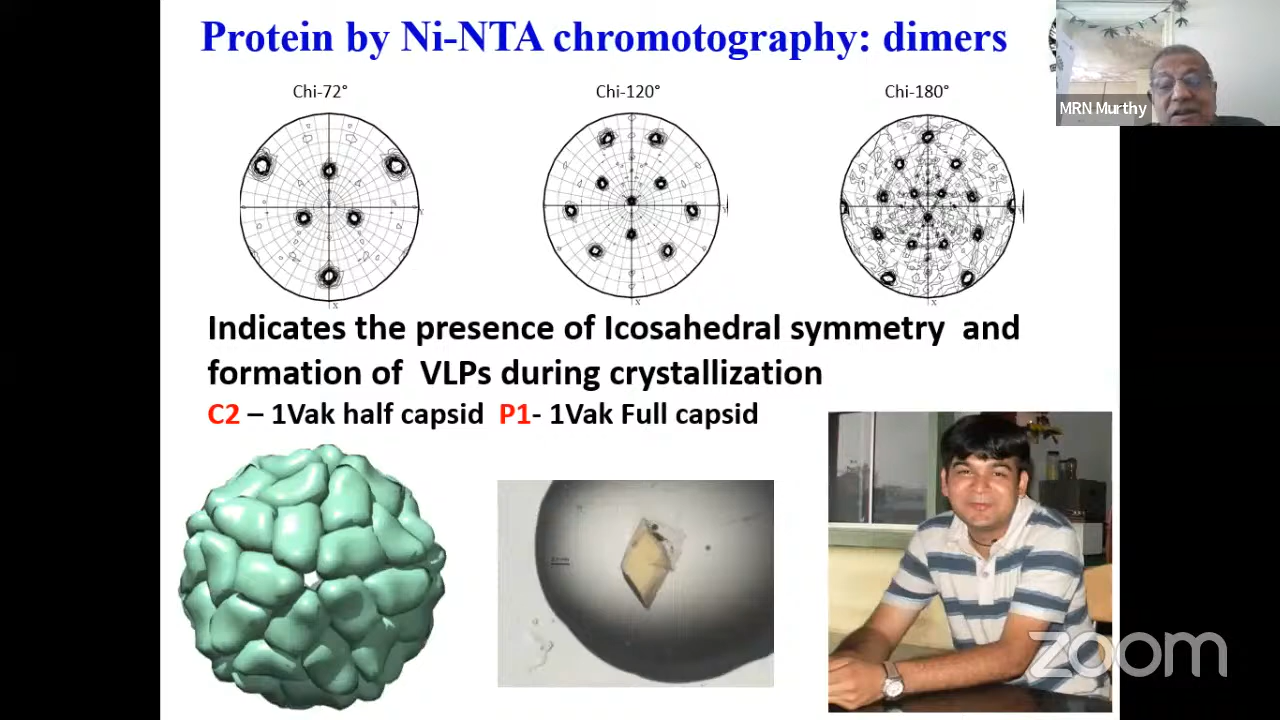 Protein by Ni-NTA chromotography: dimers
Chi-72°
Chi-120°
Chi-180°
MRN Murthy
Y
X
X
X
Indicates the presence of Icosahedral symmetry and
formation of VLPs during crystallization
C2 – 1Vak half capsid P1- 1Vak Full capsid
zoom